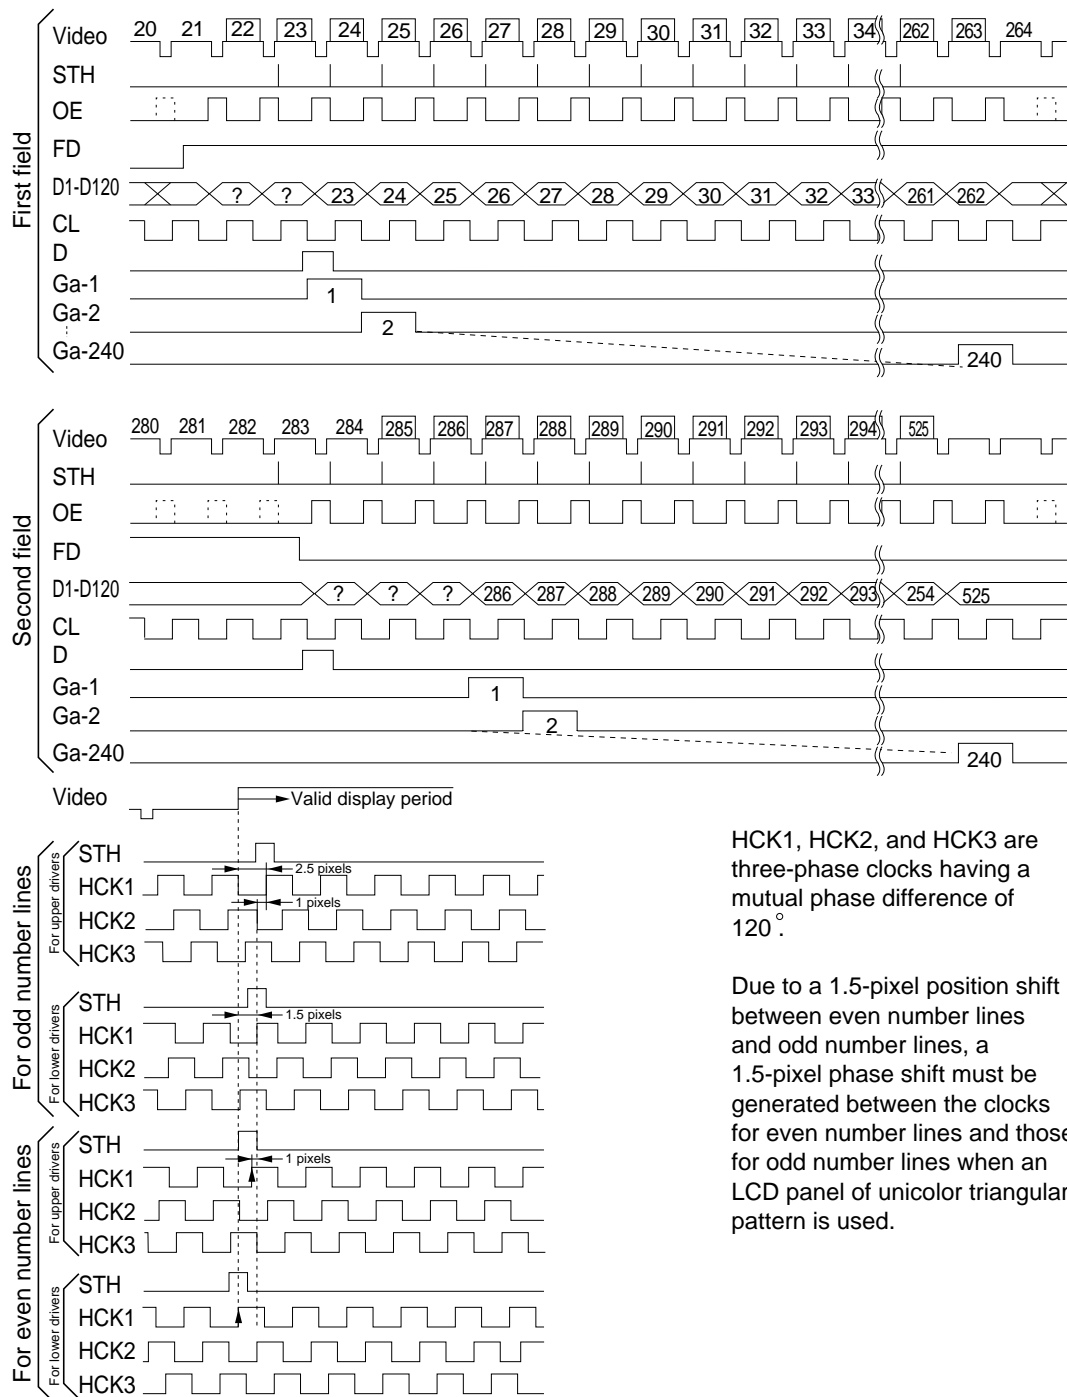 First field
Video 20 21 22 23 24 25 26 27 28 29 30 31 32 33 34 262 263 264
STH
OE
FD
D1-D120 ? ? 23 24 25 26 27 28 29 30 31 32 33 261 262
CL
D
Ga-1 1
Ga-2 2
Ga-240 240
Second field
Video 280 281 282 283 284 285 286 287 288 289 290 291 292 293 294 525
STH
OE
FD
D1-D120 ? ? ? 286 287 288 289 290 291 292 293 254 525
CL
D
Ga-1 1
Ga-2 2
Ga-240 240
Video Valid display period
For odd number lines
For upper drivers
STH
2.5 pixels
HCK1
1 pixels
HCK2
HCK3
For lower drivers
STH
1.5 pixels
HCK1
HCK2
HCK3
For even number lines
For upper drivers
STH
1 pixels
HCK1
HCK2
HCK3
For lower drivers
STH
HCK1
HCK2
HCK3
HCK1, HCK2, and HCK3 are
three-phase clocks having a
mutual phase difference of
120°.
Due to a 1.5-pixel position shift
between even number lines
and odd number lines, a
1.5-pixel phase shift must be
generated between the clocks
for even number lines and those
for odd number lines when an
LCD panel of unicolor triangular
pattern is used.